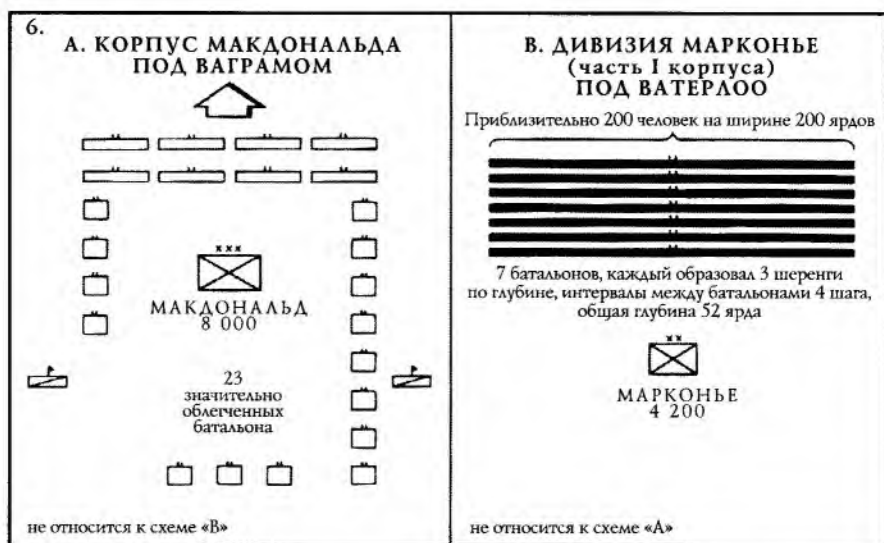 6.
А. КОРПУС МАКДОНАЛЬДА
ПОД ВАГРАМОМ
xxx
МАКДОНАЛЬД
8 000
23
значительно
облегченных
батальона
не относится к схеме «В»
В. ДИВИЗИЯ МАРКОНЬЕ
(часть I корпуса)
ПОД ВАТЕРЛОО
Приблизительно 200 человек на ширине 200 ярдов
7 батальонов, каждый образовал 3 шеренги
по глубине, интервалы между батальонами 4 шага,
общая глубина 52 ярда
xx
МАРКОНЬЕ
4 200
не относится к схеме «А»